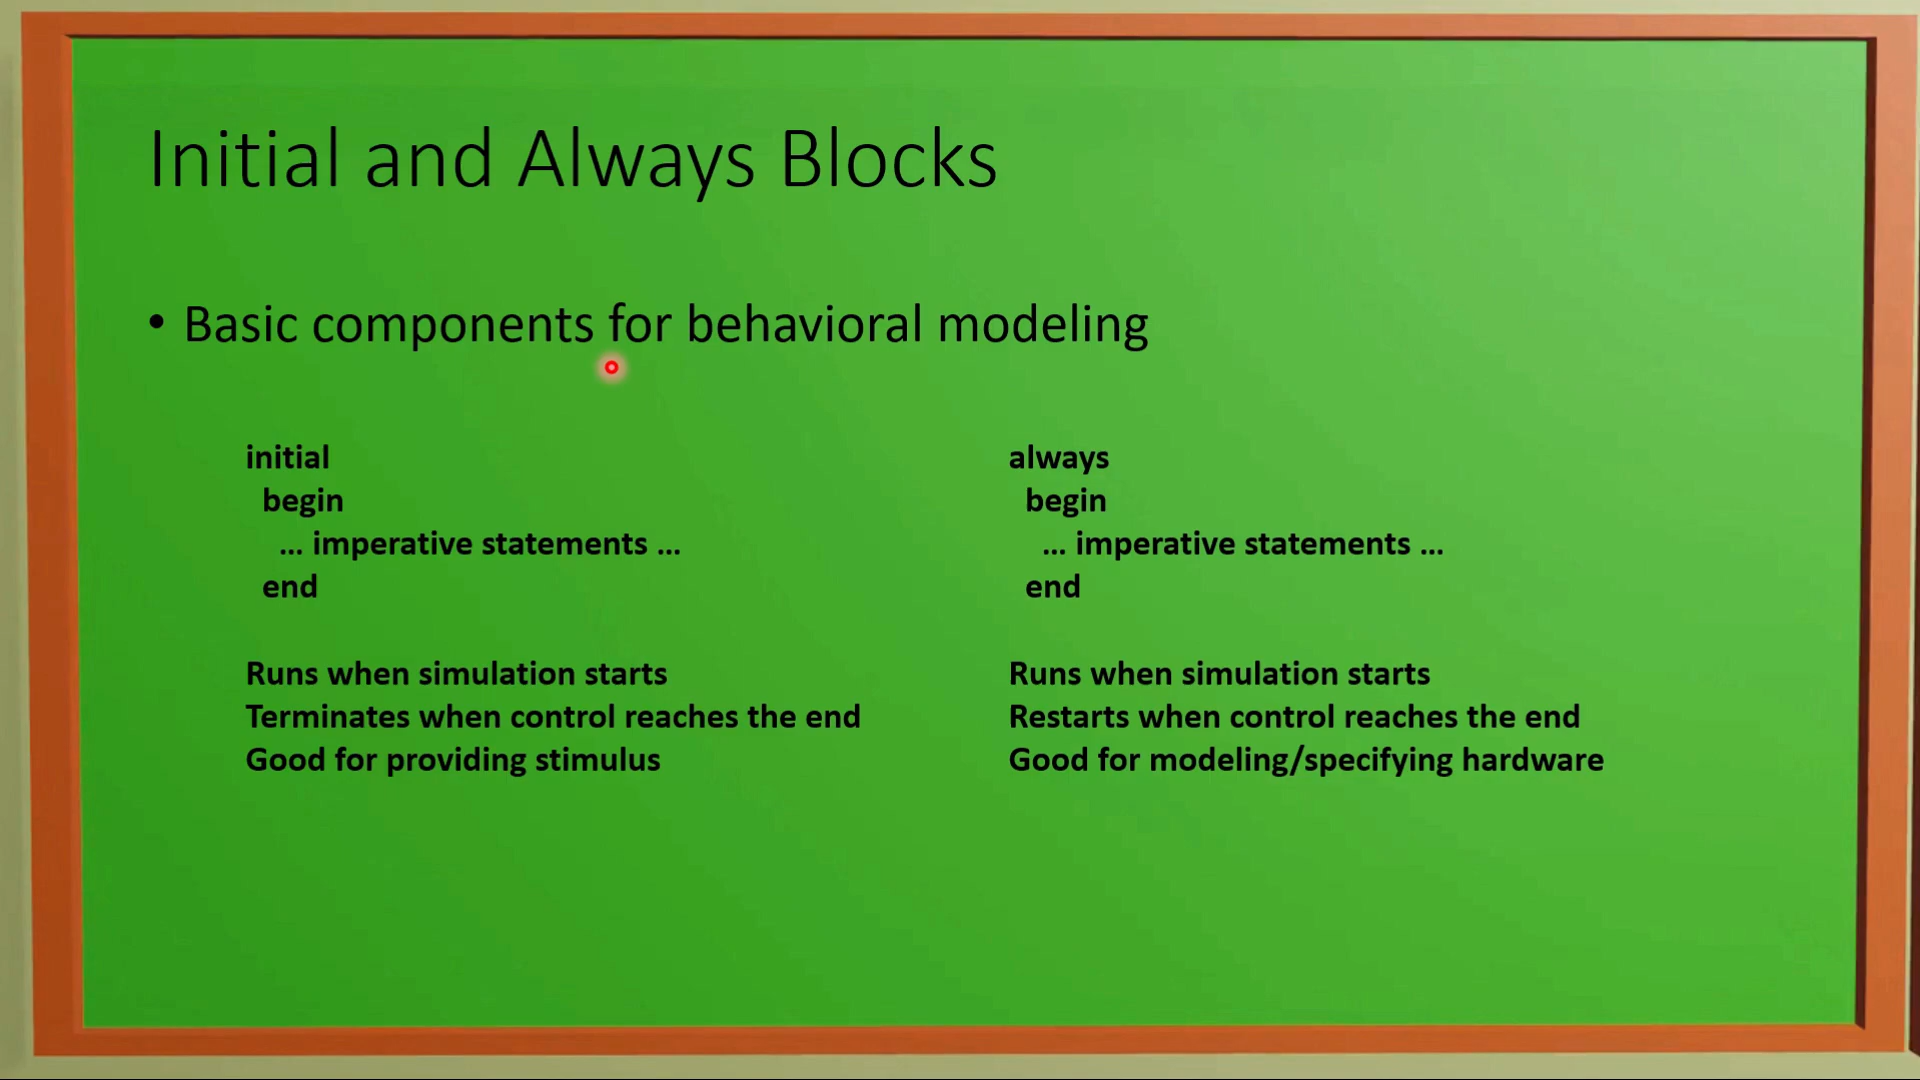 Initial and Always Blocks
• Basic components for behavioral modeling
initial
begin
... imperative statements ...
end
Runs when simulation starts
Terminates when control reaches the end
Good for providing stimulus
always
begin
... imperative statements ...
end
Runs when simulation starts
Restarts when control reaches the end
Good for modeling/specifying hardware